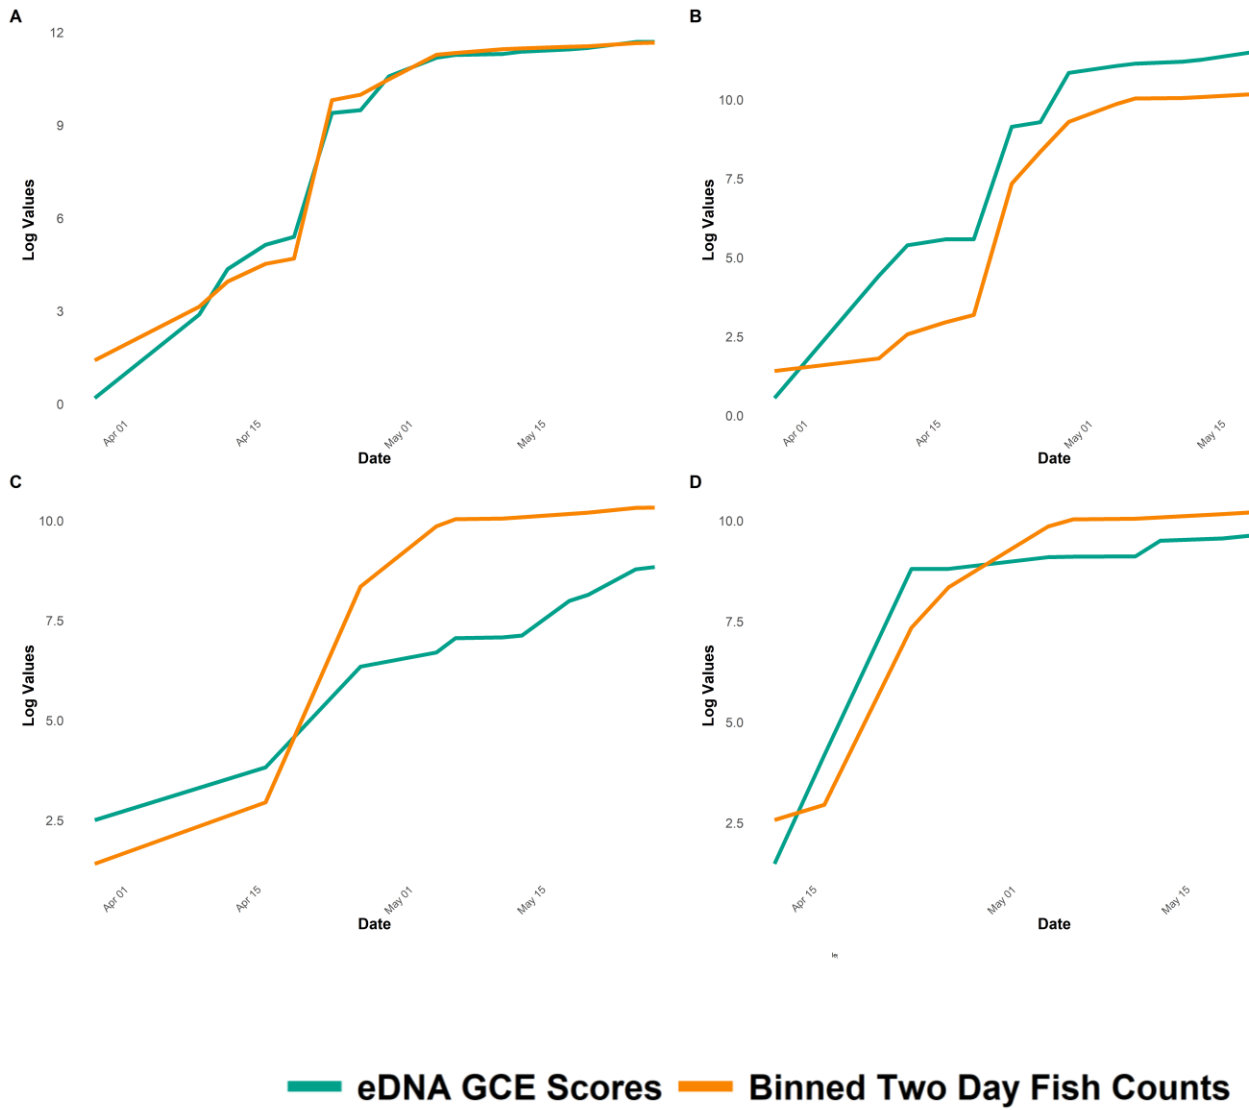 A
12
9
6
3
0
Log Values
Apr 01
Apr 15
May 01
May 15
Date
B
10.0
7.5
5.0
2.5
0.0
Log Values
Apr 01
Apr 15
May 01
May 15
Date
C
10.0
7.5
5.0
2.5
Log Values
Apr 01
Apr 15
May 01
May 15
Date
D
10.0
7.5
5.0
2.5
Log Values
Apr 15
May 01
May 15
Date
eDNA GCE Scores Binned Two Day Fish Counts